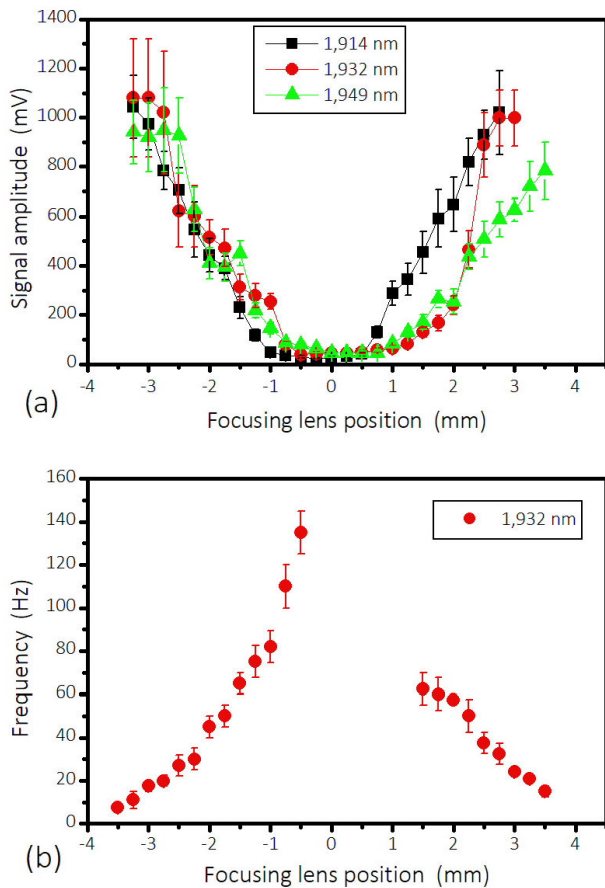 1400
1200
1000
800
600
400
200
0
Signal amplitude (mV)
1,914 nm
1,932 nm
1,949 nm
-4 -3 -2 -1 0 1 2 3 4
(a)
Focusing lens position (mm)
160
140
120
100
80
60
40
20
0
Frequency (Hz)
1,932 nm
-4 -3 -2 -1 0 1 2 3 4
(b)
Focusing lens position (mm)